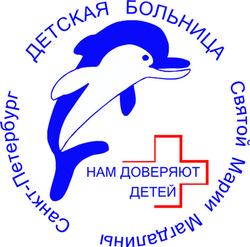 ДЕТСКАЯ БОЛЬНИЦА
Святой Марии Магдалины
Санкт-Петербург
НАМ ДОВЕРЯЮТ
ДЕТЕЙ